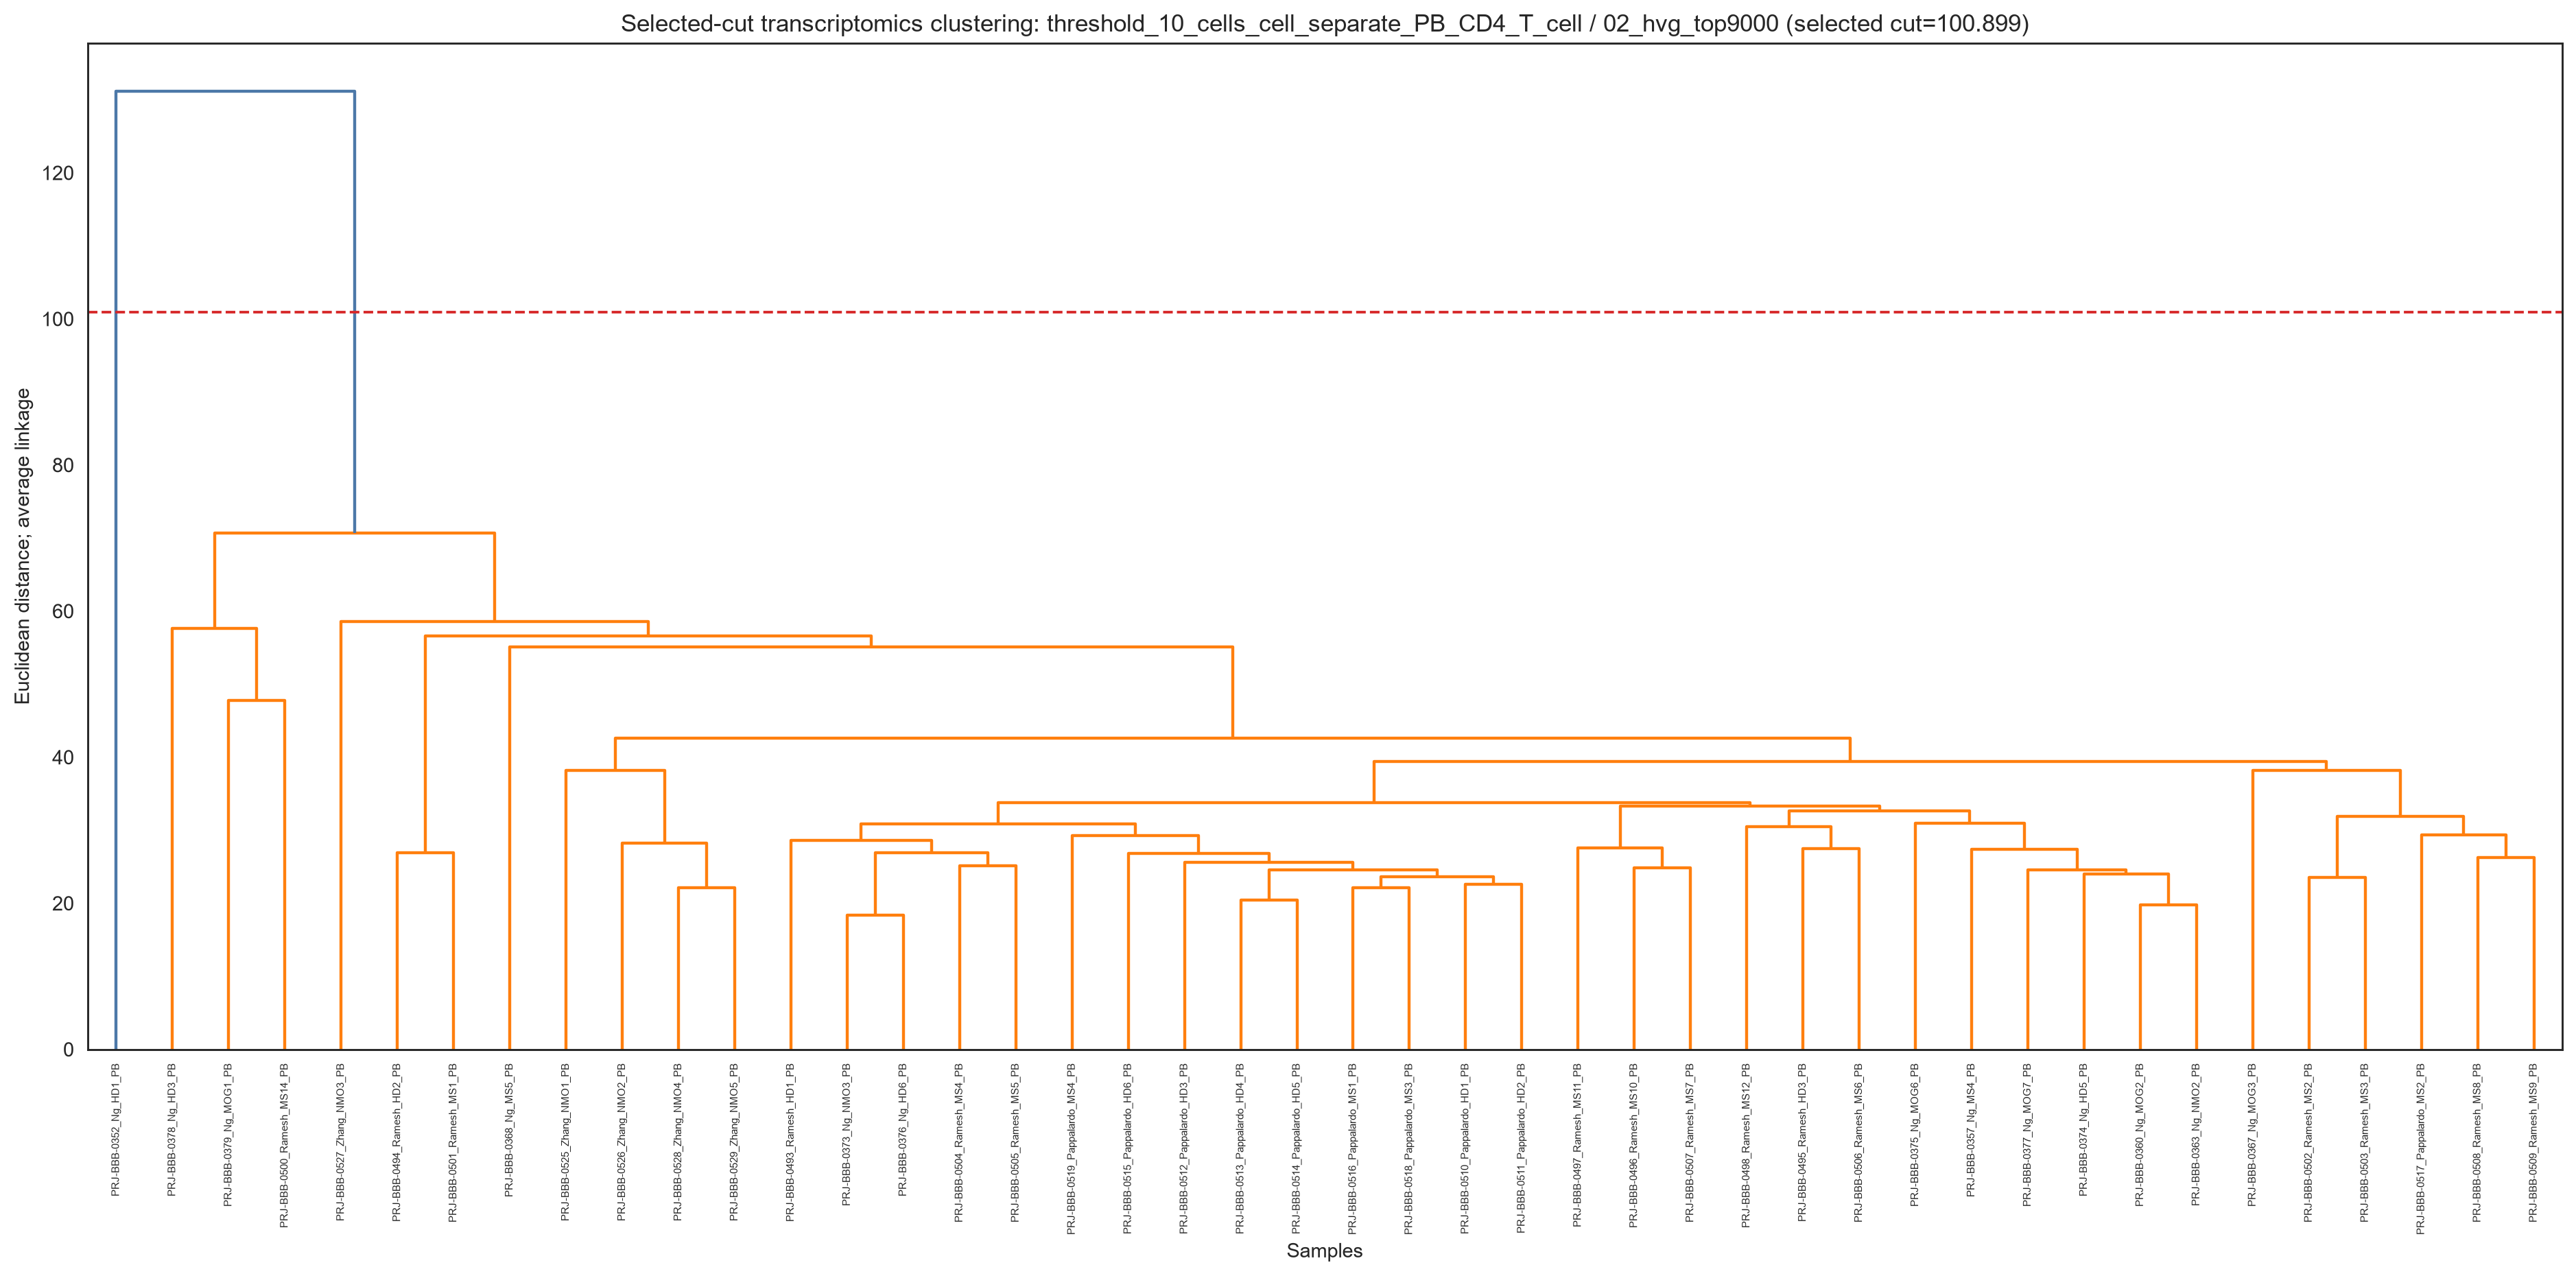 Selected-cut transcriptomics clustering: threshold_10_cells_cell_separate_PB_CD4_T_cell / 02_hvg_top9000 (selected cut=100.899)
Euclidean distance; average linkage
120
100
80
60
40
20
0
PRJ-BBB-0352_Ng_HD1_PB
PRJ-BBB-0378_Ng_HD3_PB
PRJ-BBB-0379_Ng_MOG1_PB
PRJ-BBB-0500_Ramesh_MS14_PB
PRJ-BBB-0527_Zhang_NMO3_PB
PRJ-BBB-0494_Ramesh_HD2_PB
PRJ-BBB-0501_Ramesh_MS1_PB
PRJ-BBB-0368_Ng_MS5_PB
PRJ-BBB-0525_Zhang_NMO1_PB
PRJ-BBB-0526_Zhang_NMO2_PB
PRJ-BBB-0528_Zhang_NMO4_PB
PRJ-BBB-0529_Zhang_NMO5_PB
PRJ-BBB-0493_Ramesh_HD1_PB
PRJ-BBB-0373_Ng_NMO3_PB
PRJ-BBB-0376_Ng_HD6_PB
PRJ-BBB-0504_Ramesh_MS4_PB
PRJ-BBB-0505_Ramesh_MS5_PB
PRJ-BBB-0519_Pappalardo_MS4_PB
PRJ-BBB-0515_Pappalardo_HD6_PB
PRJ-BBB-0512_Pappalardo_HD3_PB
PRJ-BBB-0513_Pappalardo_HD4_PB
PRJ-BBB-0514_Pappalardo_HD5_PB
PRJ-BBB-0516_Pappalardo_MS1_PB
PRJ-BBB-0518_Pappalardo_MS3_PB
PRJ-BBB-0510_Pappalardo_HD1_PB
PRJ-BBB-0511_Pappalardo_HD2_PB
PRJ-BBB-0497_Ramesh_MS11_PB
PRJ-BBB-0496_Ramesh_MS10_PB
PRJ-BBB-0507_Ramesh_MS7_PB
PRJ-BBB-0498_Ramesh_MS12_PB
PRJ-BBB-0495_Ramesh_HD3_PB
PRJ-BBB-0506_Ramesh_MS6_PB
PRJ-BBB-0375_Ng_MOG6_PB
PRJ-BBB-0357_Ng_MS4_PB
PRJ-BBB-0377_Ng_MOG7_PB
PRJ-BBB-0374_Ng_HD5_PB
PRJ-BBB-0360_Ng_MOG2_PB
PRJ-BBB-0363_Ng_NMO2_PB
PRJ-BBB-0367_Ng_MOG3_PB
PRJ-BBB-0502_Ramesh_MS2_PB
PRJ-BBB-0503_Ramesh_MS3_PB
PRJ-BBB-0517_Pappalardo_MS2_PB
PRJ-BBB-0508_Ramesh_MS8_PB
PRJ-BBB-0509_Ramesh_MS9_PB
Samples